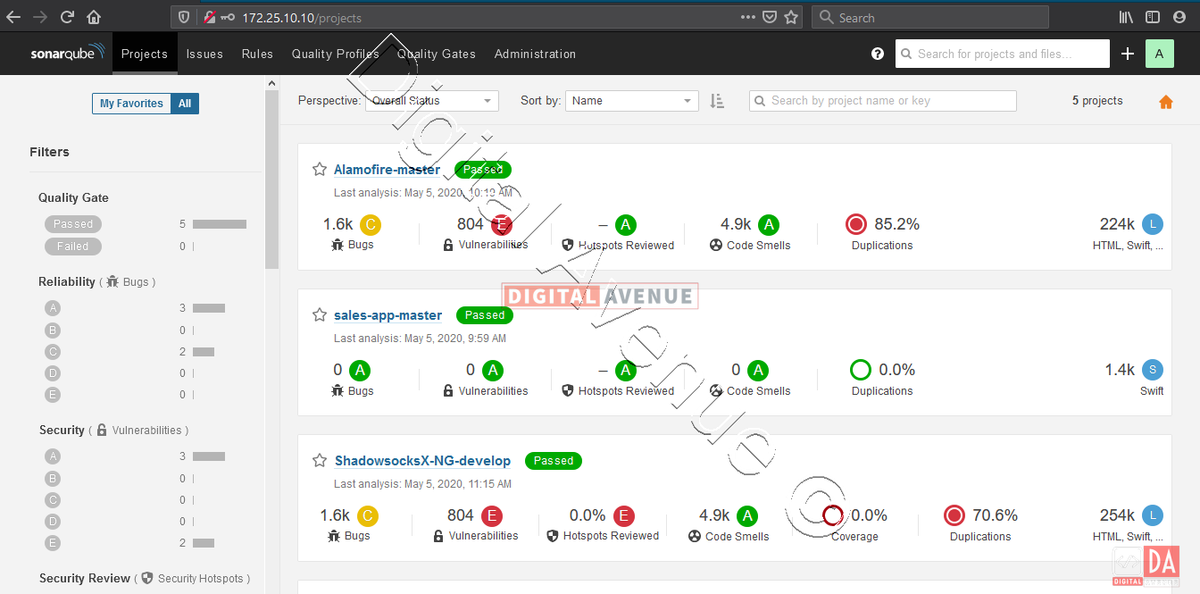 172.25.10.10/projects
Search
sonarqube Projects Issues Rules Quality Profiles Quality Gates Administration
? Search for projects and files... + A
My Favorites All
Perspective: Overall Status Sort by: Name Search by project name or key 5 projects
Filters
Quality Gate
Passed 5
Failed 0
Reliability ( Bugs )
A 3
B 0
C 2
D 0
E 0
Security ( Vulnerabilities )
A 3
B 0
C 0
D 0
E 2
Security Review ( Security Hotspots )
Alamofire-master Passed
Last analysis: May 5, 2020, 10:19 AM
1.6k C 804 E – A 4.9k A 85.2% 224k L
Bugs Vulnerabilities Hotspots Reviewed Code Smells Duplications HTML, Swift, ...
sales-app-master Passed
Last analysis: May 5, 2020, 9:59 AM
0 A 0 A – A 0 A 0.0% 1.4k S
Bugs Vulnerabilities Hotspots Reviewed Code Smells Duplications Swift
ShadowsocksX-NG-develop Passed
Last analysis: May 5, 2020, 11:15 AM
1.6k C 804 E 0.0% E 4.9k A 0.0% 70.6% 254k L
Bugs Vulnerabilities Hotspots Reviewed Code Smells Coverage Duplications HTML, Swift, ...
Digital Avenue ©
DIGITAL AVENUE
DA
DIGITAL AVENUE